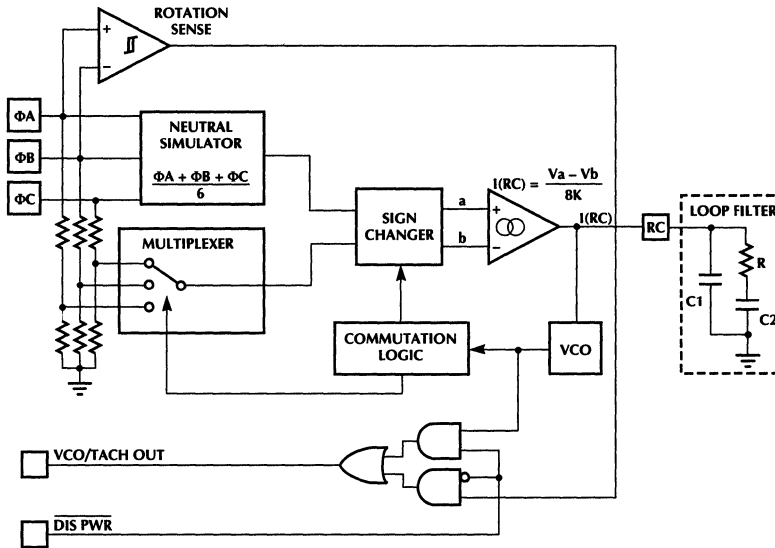 ROTATION
SENSE
+
−
ΦA
ΦB
ΦC
NEUTRAL
SIMULATOR
ΦA + ΦB + ΦC
6
I(RC) = Va − Vb
8K
a
+
b
−
SIGN
CHANGER
I(RC)
RC
LOOP FILTER
R
C1
C2
MULTIPLEXER
COMMUTATION
LOGIC
VCO
VCO/TACH OUT
DIS PWR